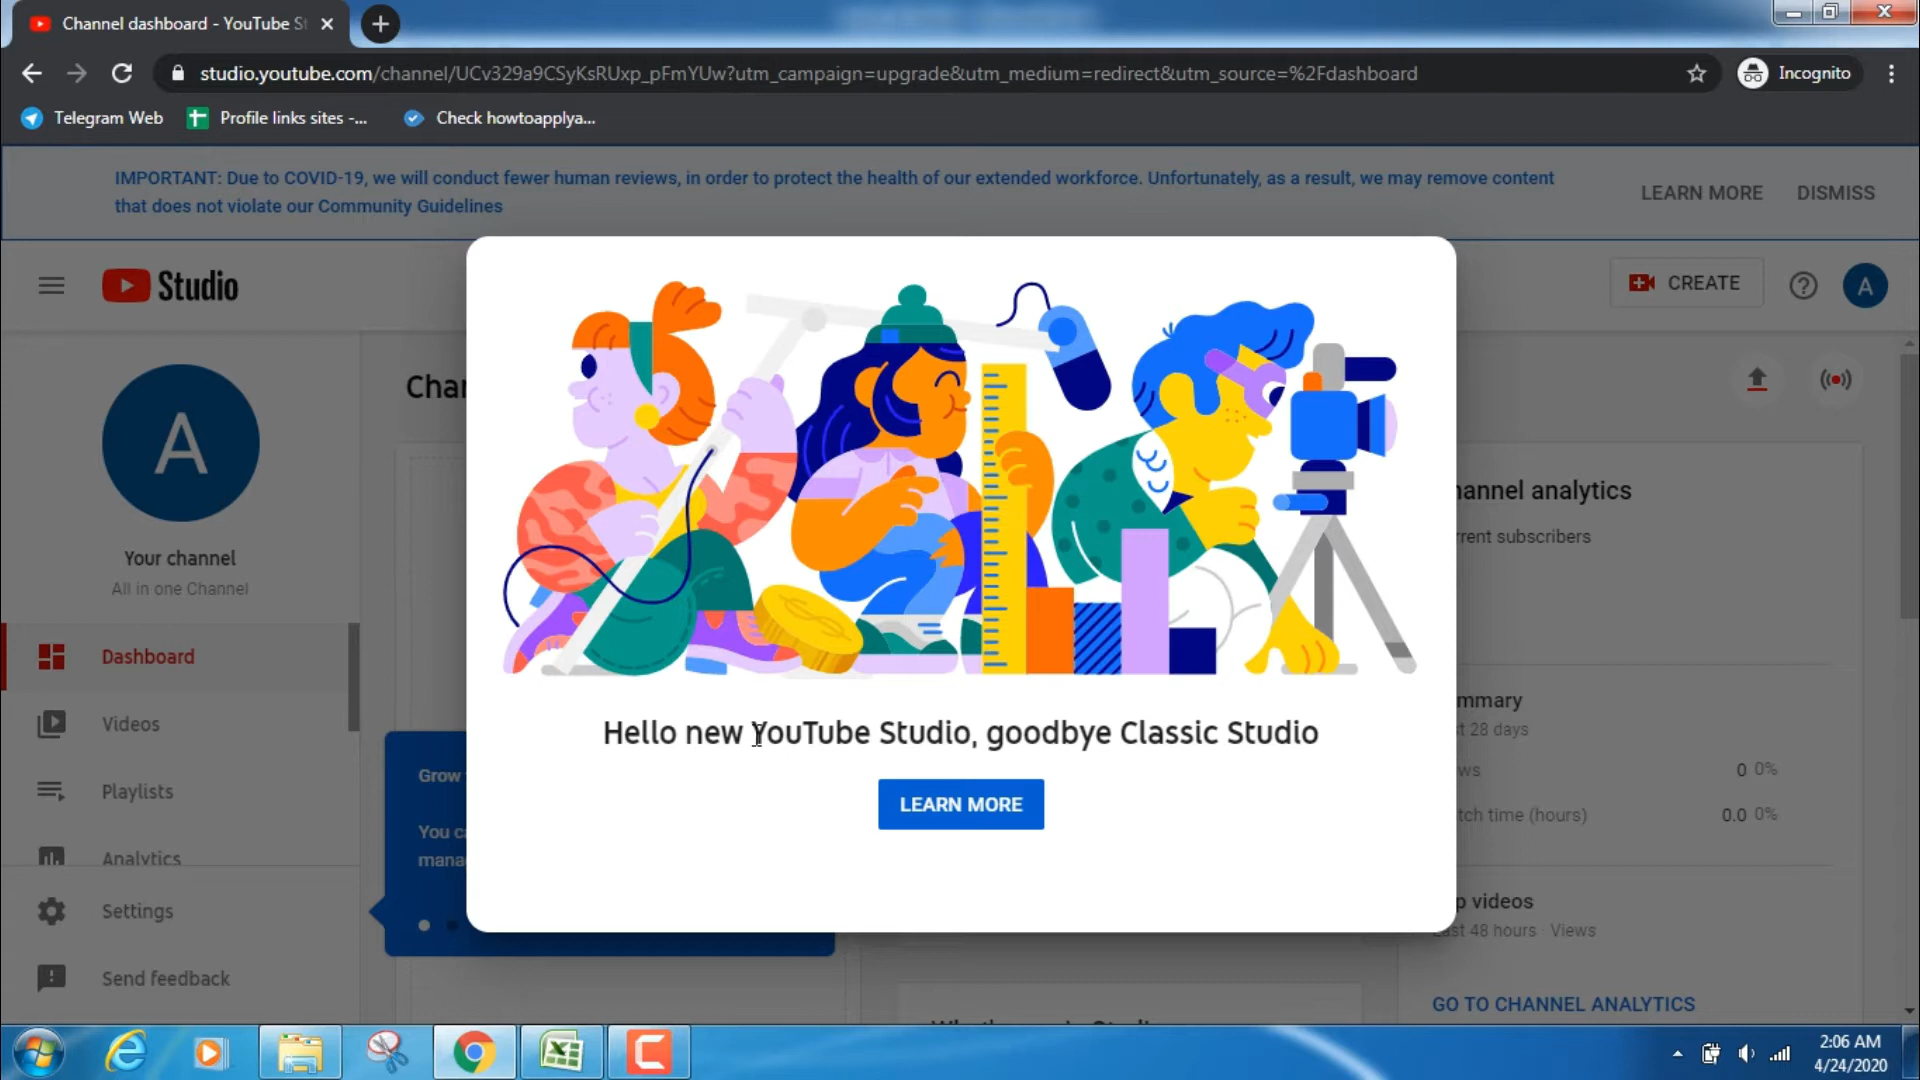 Channel dashboard - YouTube St
studio.youtube.com/channel/UCv329a9CSyKsRUxp_pFmYUw?utm_campaign=upgrade&utm_medium=redirect&utm_source=%2Fdashboard
Incognito
Telegram Web
Profile links sites -...
Check howtoapplya...
IMPORTANT: Due to COVID-19, we will conduct fewer human reviews, in order to protect the health of our extended workforce. Unfortunately, as a result, we may remove content
that does not violate our Community Guidelines
LEARN MORE
DISMISS
Studio
CREATE
A
A
Your channel
All in one Channel
Dashboard
Videos
Playlists
Analytics
Settings
Send feedback
Chan
Grow
You ca
mana
Hello new YouTube Studio, goodbye Classic Studio
LEARN MORE
hannel analytics
rrent subscribers
mmary
st 28 days
ws
0 0%
tch time (hours)
0.0 0%
p videos
ast 48 hours · Views
GO TO CHANNEL ANALYTICS
2:06 AM
4/24/2020